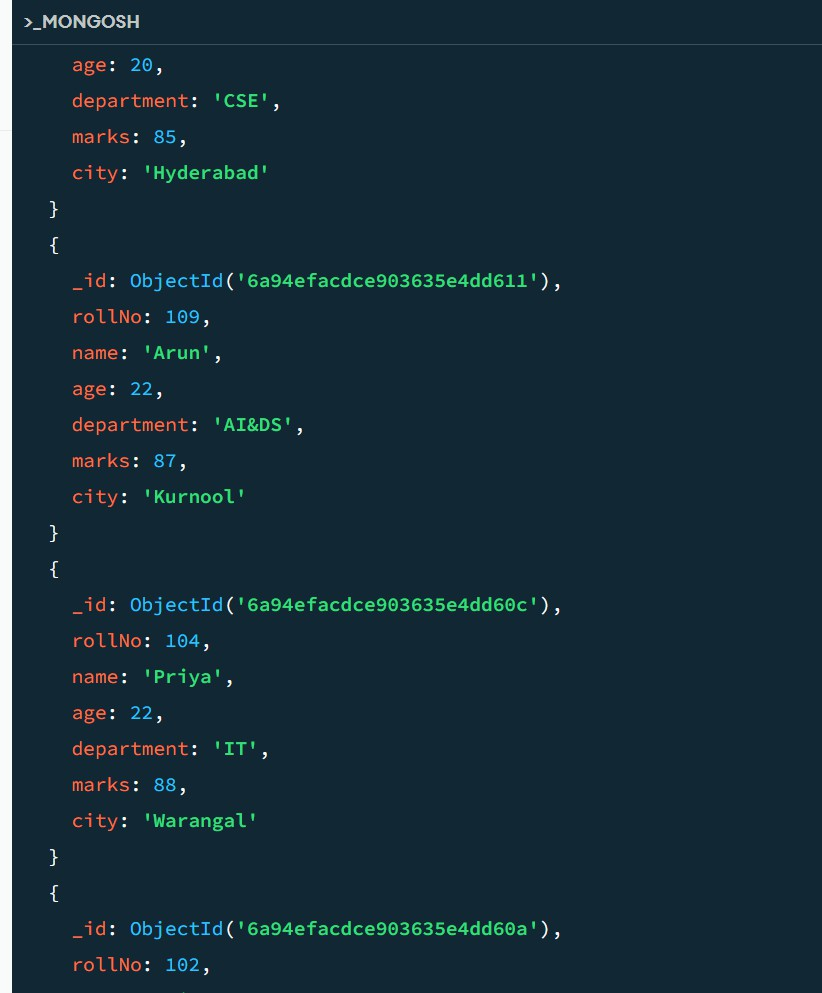 >_MONGOSH
age: 20,
department: 'CSE',
marks: 85,
city: 'Hyderabad'
}
{
_id: ObjectId('6a94efacdce903635e4dd611'),
rollNo: 109,
name: 'Arun',
age: 22,
department: 'AI&DS',
marks: 87,
city: 'Kurnool'
}
{
_id: ObjectId('6a94efacdce903635e4dd60c'),
rollNo: 104,
name: 'Priya',
age: 22,
department: 'IT',
marks: 88,
city: 'Warangal'
}
{
_id: ObjectId('6a94efacdce903635e4dd60a'),
rollNo: 102,